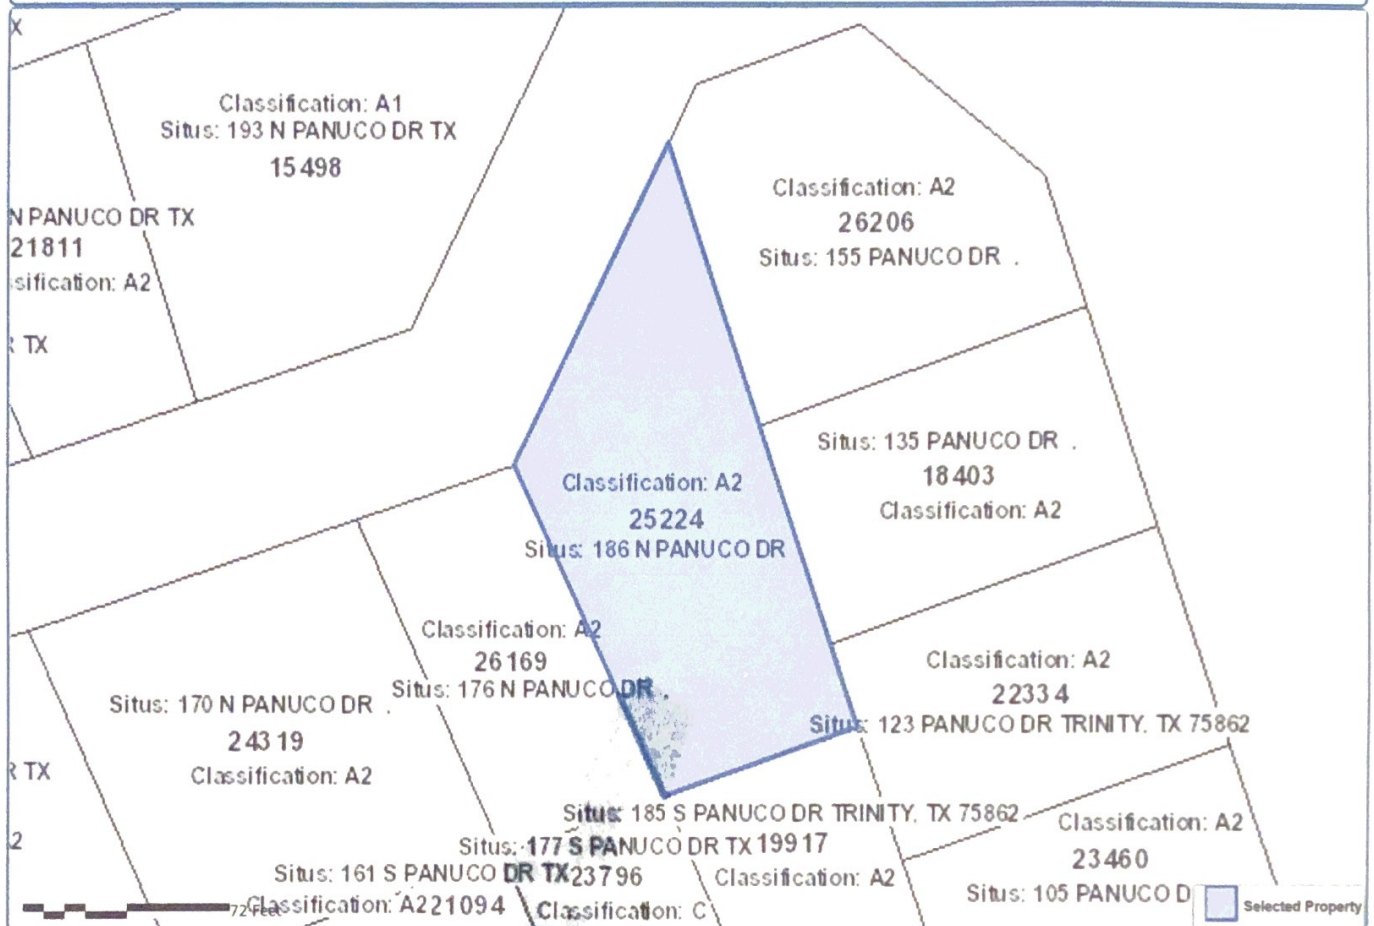 X
Classification: A1
Situs: 193 N PANUCO DR TX
15498
N PANUCO DR TX
21811
sification: A2
TX
Classification: A2
26206
Situs: 155 PANUCO DR .
Situs: 135 PANUCO DR .
18403
Classification: A2
Classification: A2
25224
Situs: 186 N PANUCO DR
Classification: A2
26169
Situs: 176 N PANUCO DR .
Situs: 170 N PANUCO DR .
24319
Classification: A2
Classification: A2
22334
Situs: 123 PANUCO DR TRINITY, TX 75862
R TX
2
Situs: 185 S PANUCO DR TRINITY, TX 75862
Situs: 177 S PANUCO DR TX 19917
Situs: 161 S PANUCO DR TX 23796
Classification: A2
Classification: A2 21094
Classification: C
Classification: A2
23460
Situs: 105 PANUCO D
72 Feet
Selected Property